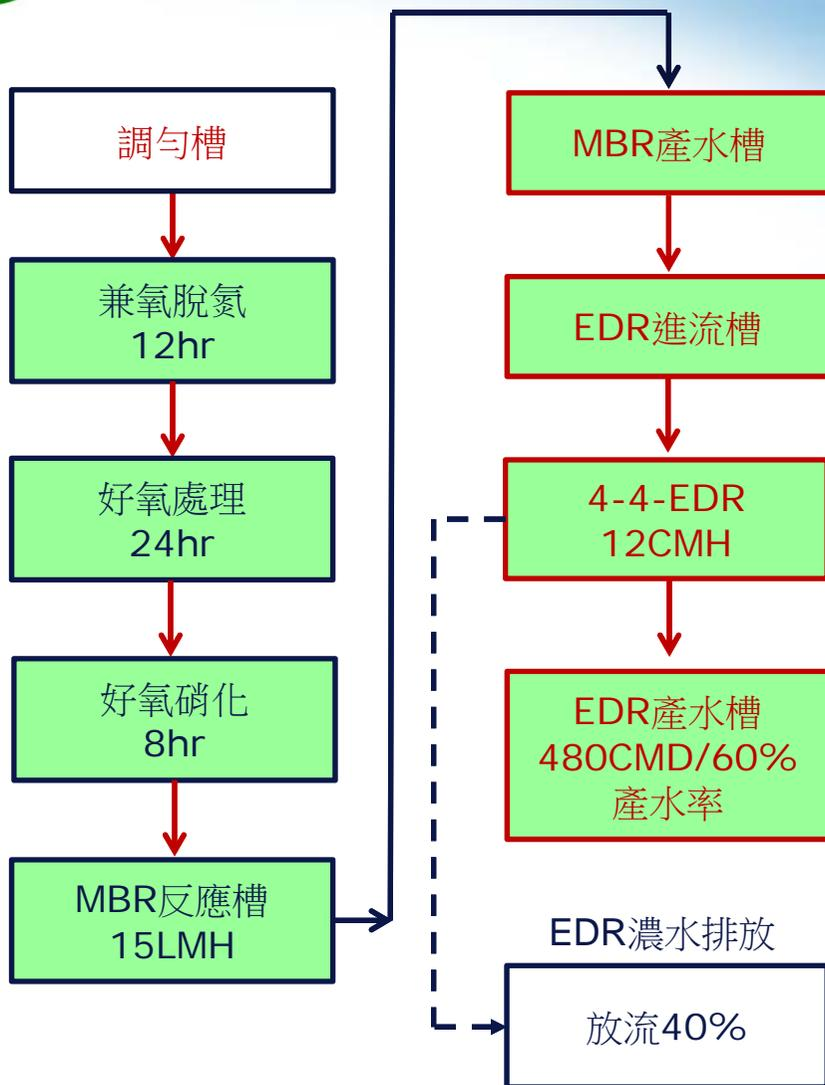 調勻槽
兼氧脫氮
12hr
好氧處理
24hr
好氧硝化
8hr
MBR反應槽
15LMH
MBR產水槽
EDR進流槽
4-4-EDR
12CMH
EDR產水槽
480CMD/60%
產水率
EDR濃水排放
放流40%